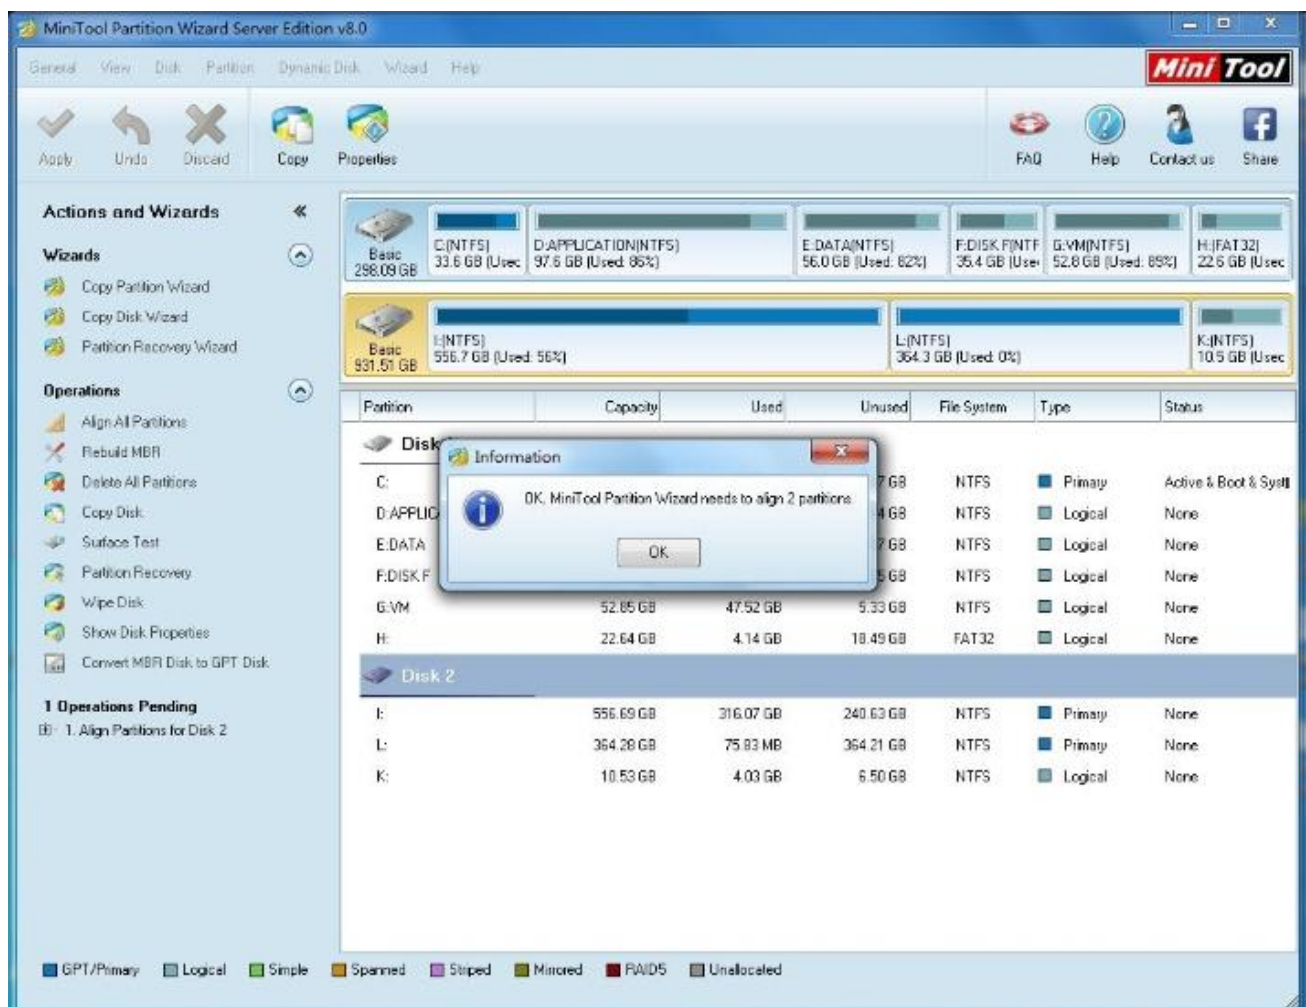 MiniTool Partition Wizard Server Edition v8.0
General View Disk Partition Dynamic Disk Wizard Help
Mini Tool
Apply Undo Discard Copy Properties FAQ Help Contact us Share
Actions and Wizards
Wizards
Copy Partition Wizard
Copy Disk Wizard
Partition Recovery Wizard
Operations
Align All Partitions
Rebuild MBR
Delete All Partitions
Copy Disk
Surface Test
Partition Recovery
Wipe Disk
Show Disk Properties
Convert MBR Disk to GPT Disk
1 Operations Pending
1. Align Partitions for Disk 2
Basic
298.09 GB
C:(NTFS)
33.6 GB (Usec
D:APPLICATION(NTFS)
97.6 GB (Used: 86%)
E:DATA(NTFS)
56.0 GB (Used: 82%)
F:DISK F(NTF
35.4 GB (Use
G:VM(NTFS)
52.8 GB (Used: 89%)
H:(FAT32)
22.6 GB (Usec
Basic
931.51 GB
I:(NTFS)
556.7 GB (Used: 56%)
L:(NTFS)
364.3 GB (Used: 0%)
K:(NTFS)
10.5 GB (Usec
Partition Capacity Used Unused File System Type Status
Disk
C: 7 GB NTFS Primary Active & Boot & Syst
D:APPLIC 4 GB NTFS Logical None
E:DATA 7 GB NTFS Logical None
F:DISK F 5 GB NTFS Logical None
G:VM 52.85 GB 47.52 GB 5.33 GB NTFS Logical None
H: 22.64 GB 4.14 GB 18.49 GB FAT32 Logical None
Information
OK, MiniTool Partition Wizard needs to align 2 partitions
OK
Disk 2
I: 556.69 GB 316.07 GB 240.63 GB NTFS Primary None
L: 364.28 GB 75.83 MB 364.21 GB NTFS Primary None
K: 10.53 GB 4.03 GB 6.50 GB NTFS Logical None
GPT/Primary Logical Simple Spanned Striped Mirrored RAID5 Unallocated